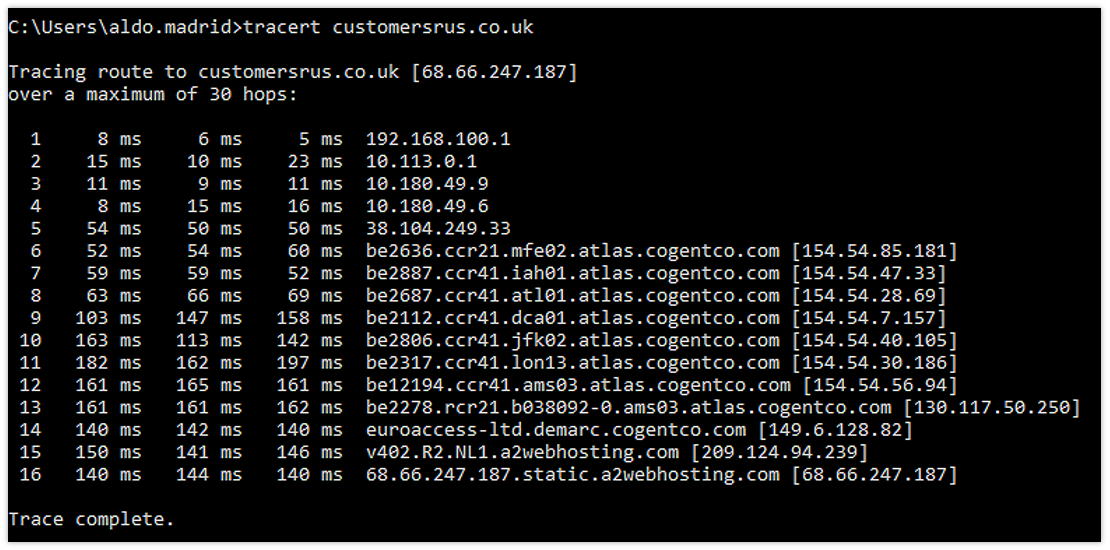 C:\Users\aldo.madrid>tracert customersrus.co.uk
Tracing route to customersrus.co.uk [68.66.247.187]
over a maximum of 30 hops:
1 8 ms 6 ms 5 ms 192.168.100.1
2 15 ms 10 ms 23 ms 10.113.0.1
3 11 ms 9 ms 11 ms 10.180.49.9
4 8 ms 15 ms 16 ms 10.180.49.6
5 54 ms 50 ms 50 ms 38.104.249.33
6 52 ms 54 ms 60 ms be2636.ccr21.mfe02.atlas.cogentco.com [154.54.85.181]
7 59 ms 59 ms 52 ms be2887.ccr41.iah01.atlas.cogentco.com [154.54.47.33]
8 63 ms 66 ms 69 ms be2687.ccr41.atl01.atlas.cogentco.com [154.54.28.69]
9 103 ms 147 ms 158 ms be2112.ccr41.dca01.atlas.cogentco.com [154.54.7.157]
10 163 ms 113 ms 142 ms be2806.ccr41.jfk02.atlas.cogentco.com [154.54.40.105]
11 182 ms 162 ms 197 ms be2317.ccr41.lon13.atlas.cogentco.com [154.54.30.186]
12 161 ms 165 ms 161 ms be12194.ccr41.ams03.atlas.cogentco.com [154.54.56.94]
13 161 ms 161 ms 162 ms be2278.rcr21.b038092-0.ams03.atlas.cogentco.com [130.117.50.250]
14 140 ms 142 ms 140 ms euroaccess-ltd.demarc.cogentco.com [149.6.128.82]
15 150 ms 141 ms 146 ms v402.R2.NL1.a2webhosting.com [209.124.94.239]
16 140 ms 144 ms 140 ms 68.66.247.187.static.a2webhosting.com [68.66.247.187]
Trace complete.